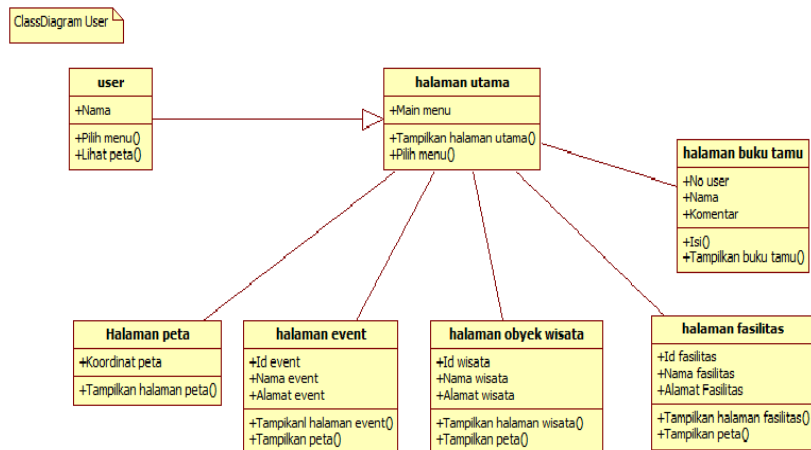 ClassDiagram User
user
+Nama
+Pilih menu()
+Lihat peta()
halaman utama
+Main menu
+Tampilkan halaman utama()
+Pilih menu()
halaman buku tamu
+No user
+Nama
+Komentar
+Isi()
+Tampilkan buku tamu()
Halaman peta
+Koordinat peta
+Tampilkan halaman peta()
halaman event
+Id event
+Nama event
+Alamat event
+Tampikanl halaman event()
+Tampilkan peta()
halaman obyek wisata
+Id wisata
+Nama wisata
+Alamat wisata
+Tampilkan halaman wisata()
+Tampilkan peta()
halaman fasilitas
+Id fasilitas
+Nama fasilitas
+Alamat Fasilitas
+Tampilkan halaman fasilitas()
+Tampilkan peta()